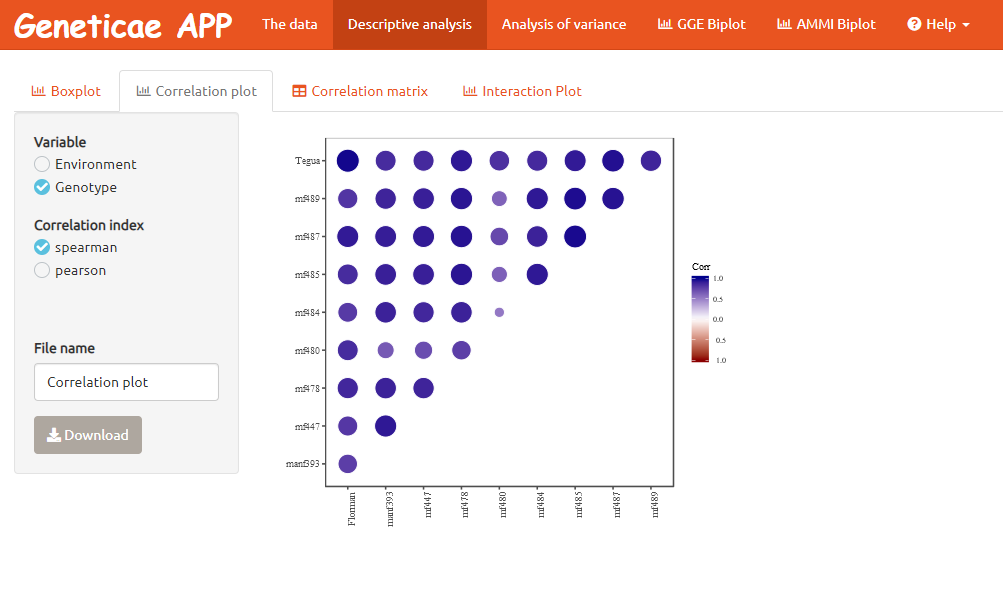 Geneticae APP The data Descriptive analysis Analysis of variance GGE Biplot AMMI Biplot Help
Boxplot Correlation plot Correlation matrix Interaction Plot
Variable
Environment
Genotype
Correlation index
spearman
pearson
File name
Correlation plot
Download
Tegua
mf489
mf487
mf485
mf484
mf480
mf478
mf447
manf393
Florman
manf393
mf447
mf478
mf480
mf484
mf485
mf487
mf489
Corr
1.0
0.5
0.0
0.5
1.0